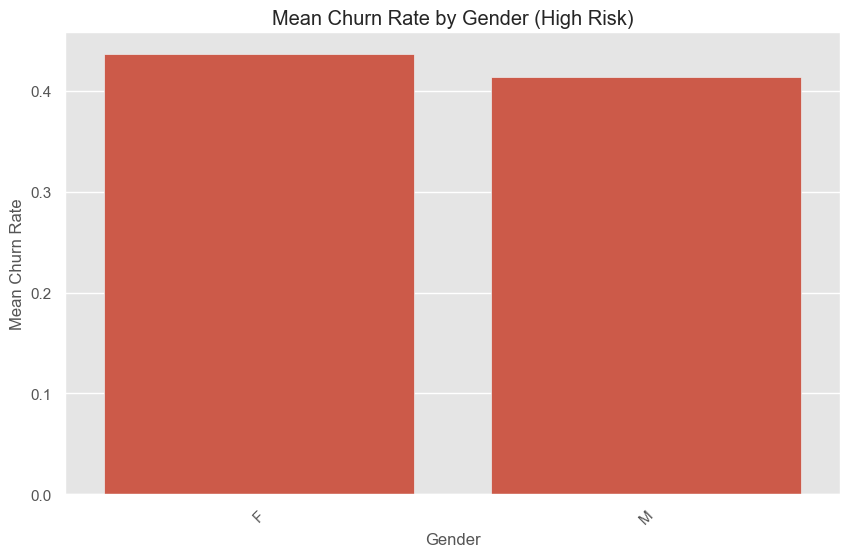 Mean Churn Rate by Gender (High Risk)
Mean Churn Rate
0.4
0.3
0.2
0.1
0.0
F
M
Gender